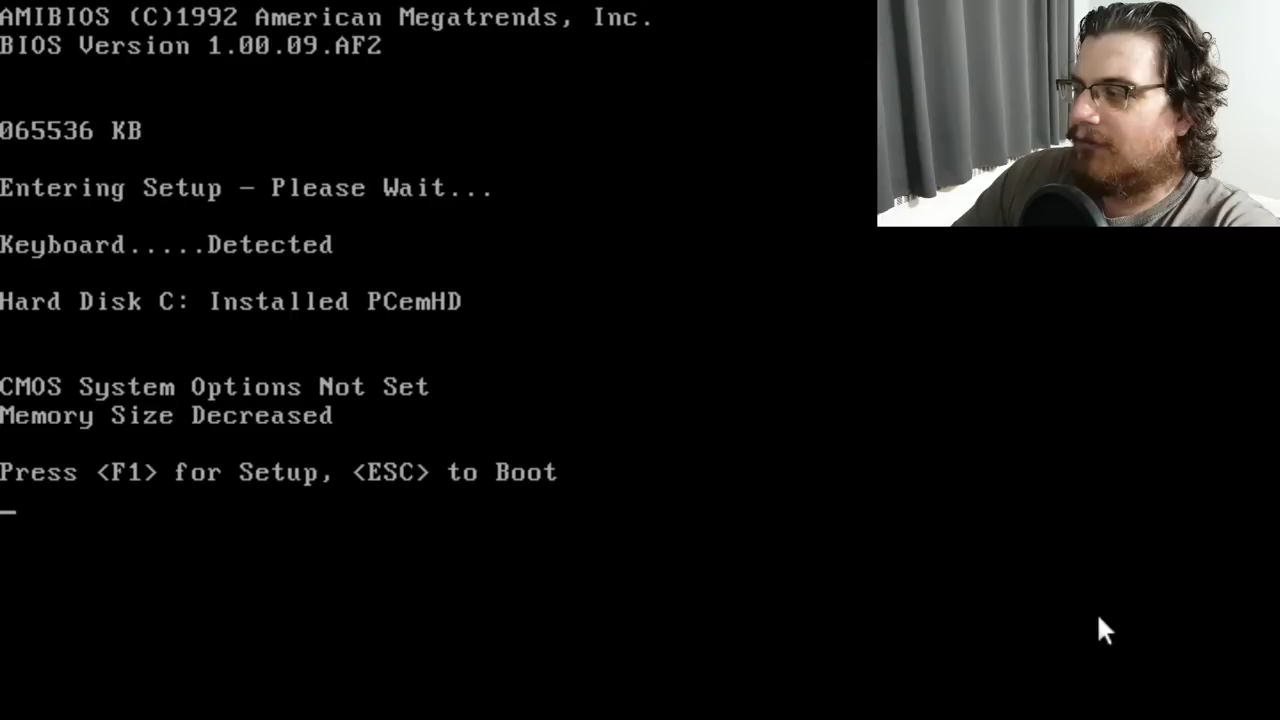 AMIBIOS (C)1992 American Megatrends, Inc.
BIOS Version 1.00.09.AF2
065536 KB
Entering Setup - Please Wait...
Keyboard.....Detected
Hard Disk C: Installed PCemHD
CMOS System Options Not Set
Memory Size Decreased
Press <F1> for Setup, <ESC> to Boot